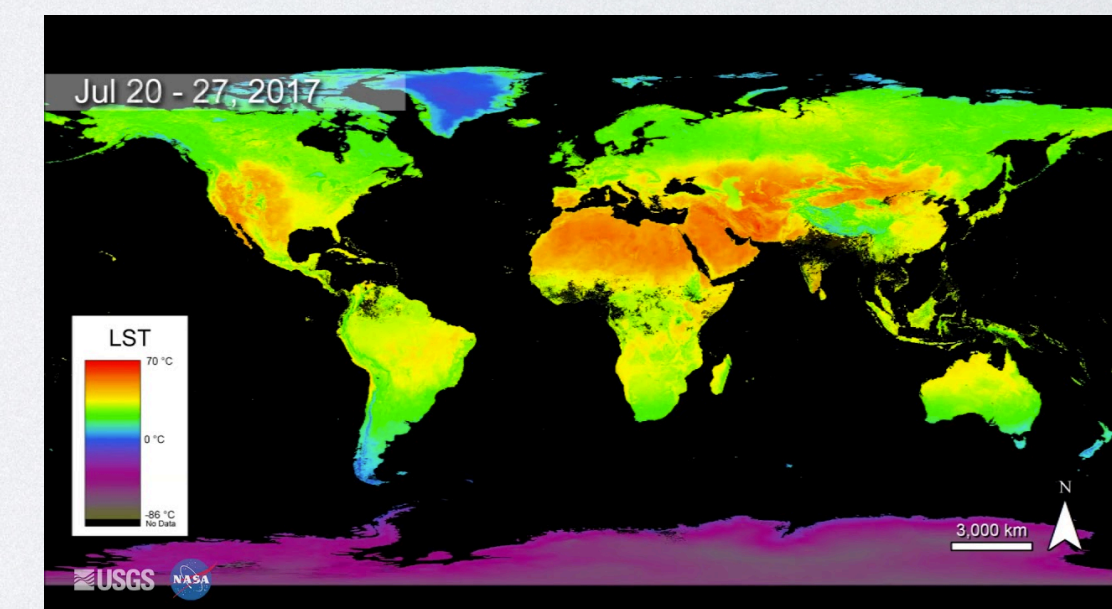 Jul 20 - 27, 2017
LST
70 °C
0 °C
-86 °C
No Data
N
3,000 km
USGS
NASA